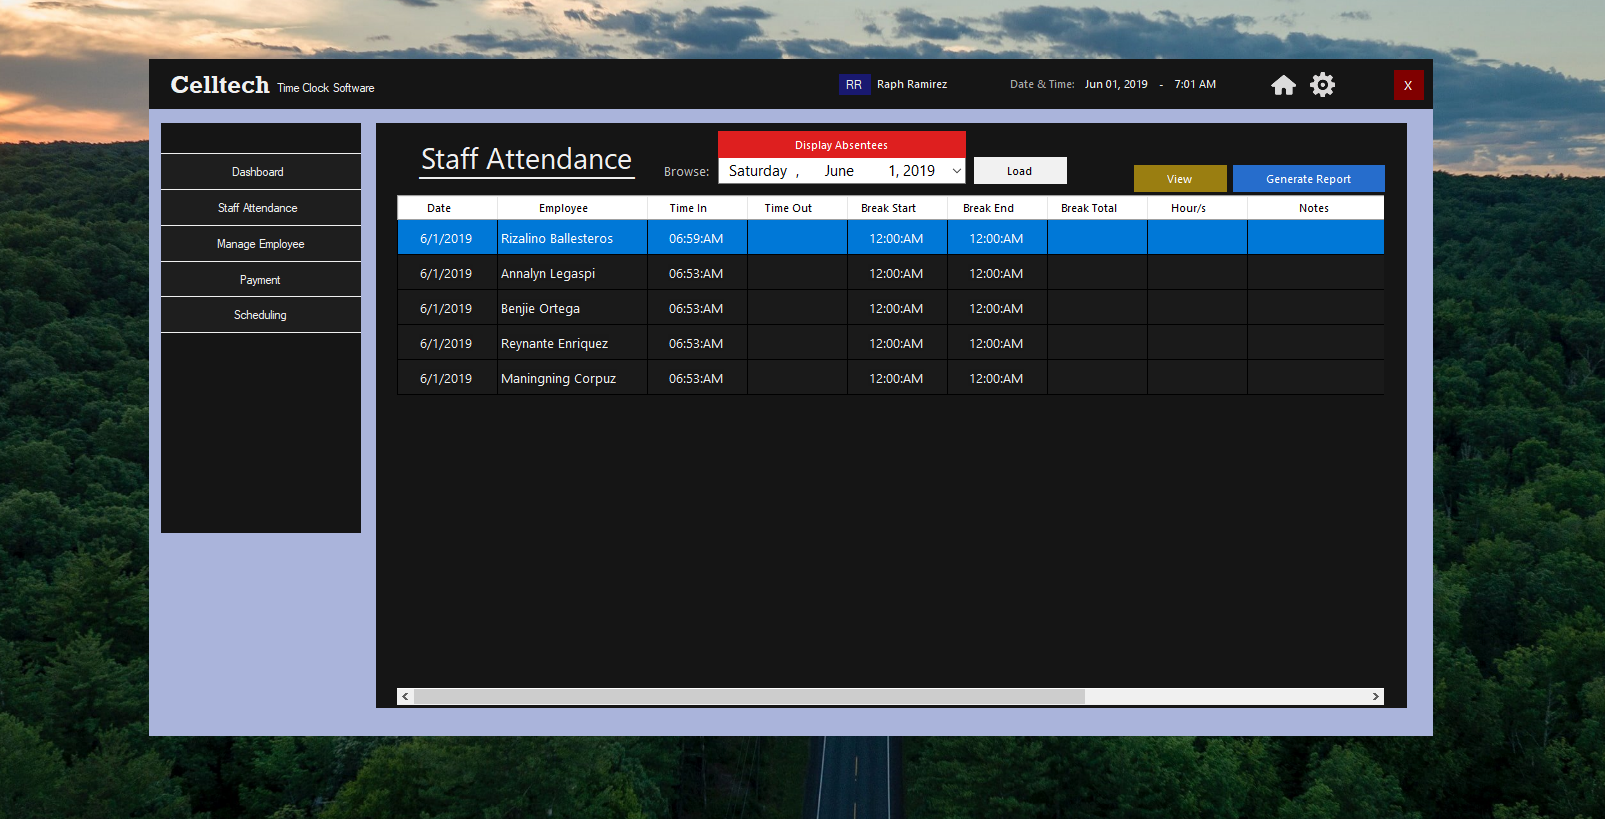 Celltech Time Clock Software RR Raph Ramirez Date & Time: Jun 01, 2019 - 7:01 AM X
Dashboard
Staff Attendance
Manage Employee
Payment
Scheduling
Staff Attendance
Browse:
Display Absentees
Saturday , June 1, 2019
Load
View
Generate Report
Date Employee Time In Time Out Break Start Break End Break Total Hour/s Notes
6/1/2019 Rizalino Ballesteros 06:59:AM 12:00:AM 12:00:AM
6/1/2019 Annalyn Legaspi 06:53:AM 12:00:AM 12:00:AM
6/1/2019 Benjie Ortega 06:53:AM 12:00:AM 12:00:AM
6/1/2019 Reynante Enriquez 06:53:AM 12:00:AM 12:00:AM
6/1/2019 Maningning Corpuz 06:53:AM 12:00:AM 12:00:AM